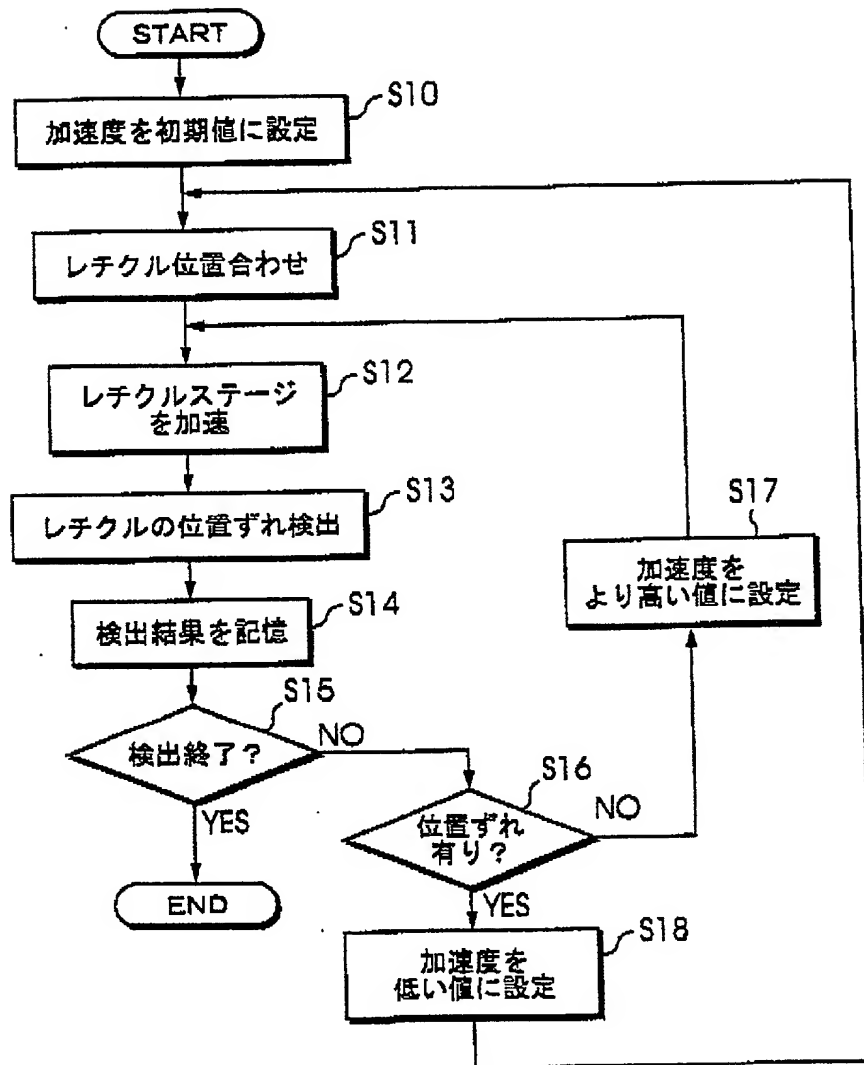 START
S10
加速度を初期値に設定
S11
レチクル位置合わせ
S12
レチクルステージ
を加速
S13
レチクルの位置ずれ検出
S17
加速度を
より高い値に設定
S14
検出結果を記憶
S15
検出終了?
NO
YES
S16
位置ずれ
有り?
NO
YES
END
S18
加速度を
低い値に設定